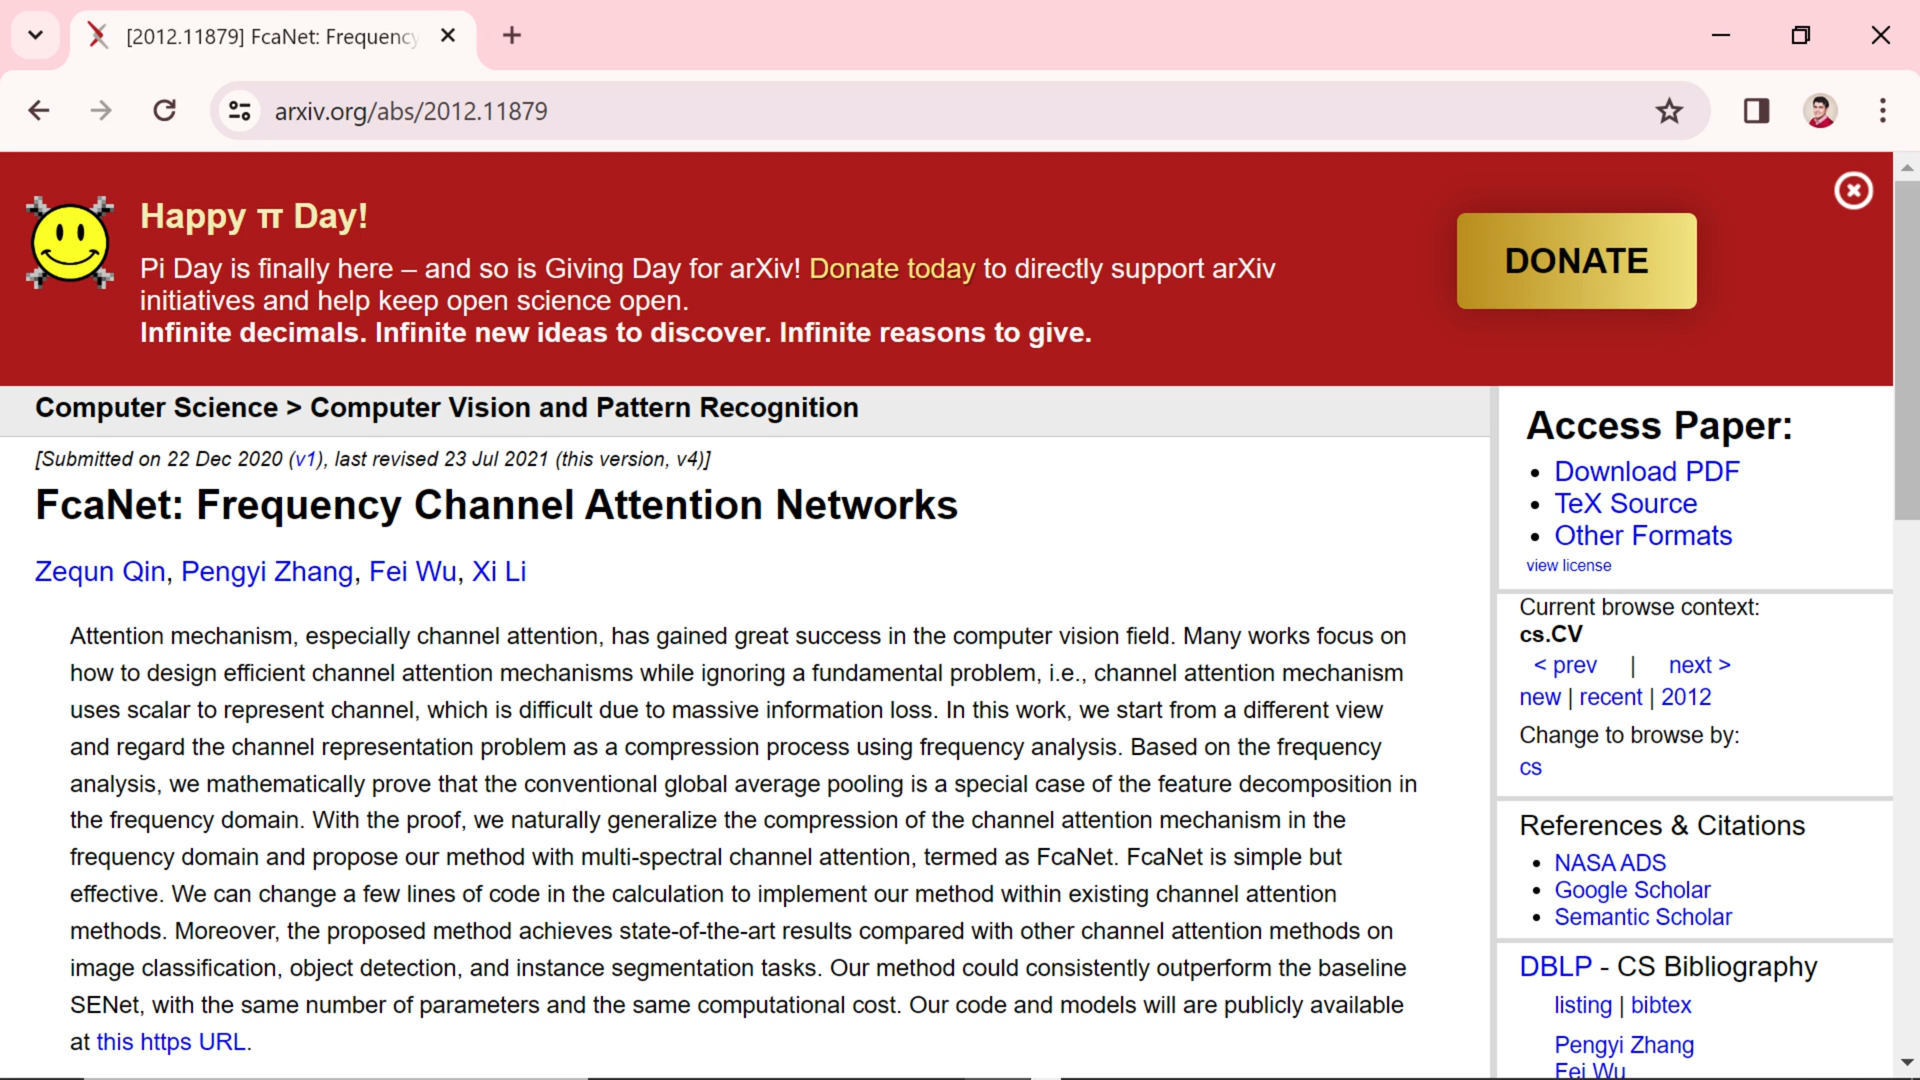 [2012.11879] FcaNet: Frequency
arxiv.org/abs/2012.11879
Happy π Day!
Pi Day is finally here – and so is Giving Day for arXiv! Donate today to directly support arXiv
initiatives and help keep open science open.
Infinite decimals. Infinite new ideas to discover. Infinite reasons to give.
DONATE
Computer Science > Computer Vision and Pattern Recognition
[Submitted on 22 Dec 2020 (v1), last revised 23 Jul 2021 (this version, v4)]
FcaNet: Frequency Channel Attention Networks
Zequn Qin, Pengyi Zhang, Fei Wu, Xi Li
Attention mechanism, especially channel attention, has gained great success in the computer vision field. Many works focus on
how to design efficient channel attention mechanisms while ignoring a fundamental problem, i.e., channel attention mechanism
uses scalar to represent channel, which is difficult due to massive information loss. In this work, we start from a different view
and regard the channel representation problem as a compression process using frequency analysis. Based on the frequency
analysis, we mathematically prove that the conventional global average pooling is a special case of the feature decomposition in
the frequency domain. With the proof, we naturally generalize the compression of the channel attention mechanism in the
frequency domain and propose our method with multi-spectral channel attention, termed as FcaNet. FcaNet is simple but
effective. We can change a few lines of code in the calculation to implement our method within existing channel attention
methods. Moreover, the proposed method achieves state-of-the-art results compared with other channel attention methods on
image classification, object detection, and instance segmentation tasks. Our method could consistently outperform the baseline
SENet, with the same number of parameters and the same computational cost. Our code and models will are publicly available
at this https URL.
Access Paper:
• Download PDF
• TeX Source
• Other Formats
view license
Current browse context:
cs.CV
< prev | next >
new | recent | 2012
Change to browse by:
cs
References & Citations
• NASA ADS
• Google Scholar
• Semantic Scholar
DBLP - CS Bibliography
listing | bibtex
Pengyi Zhang
Fei Wu